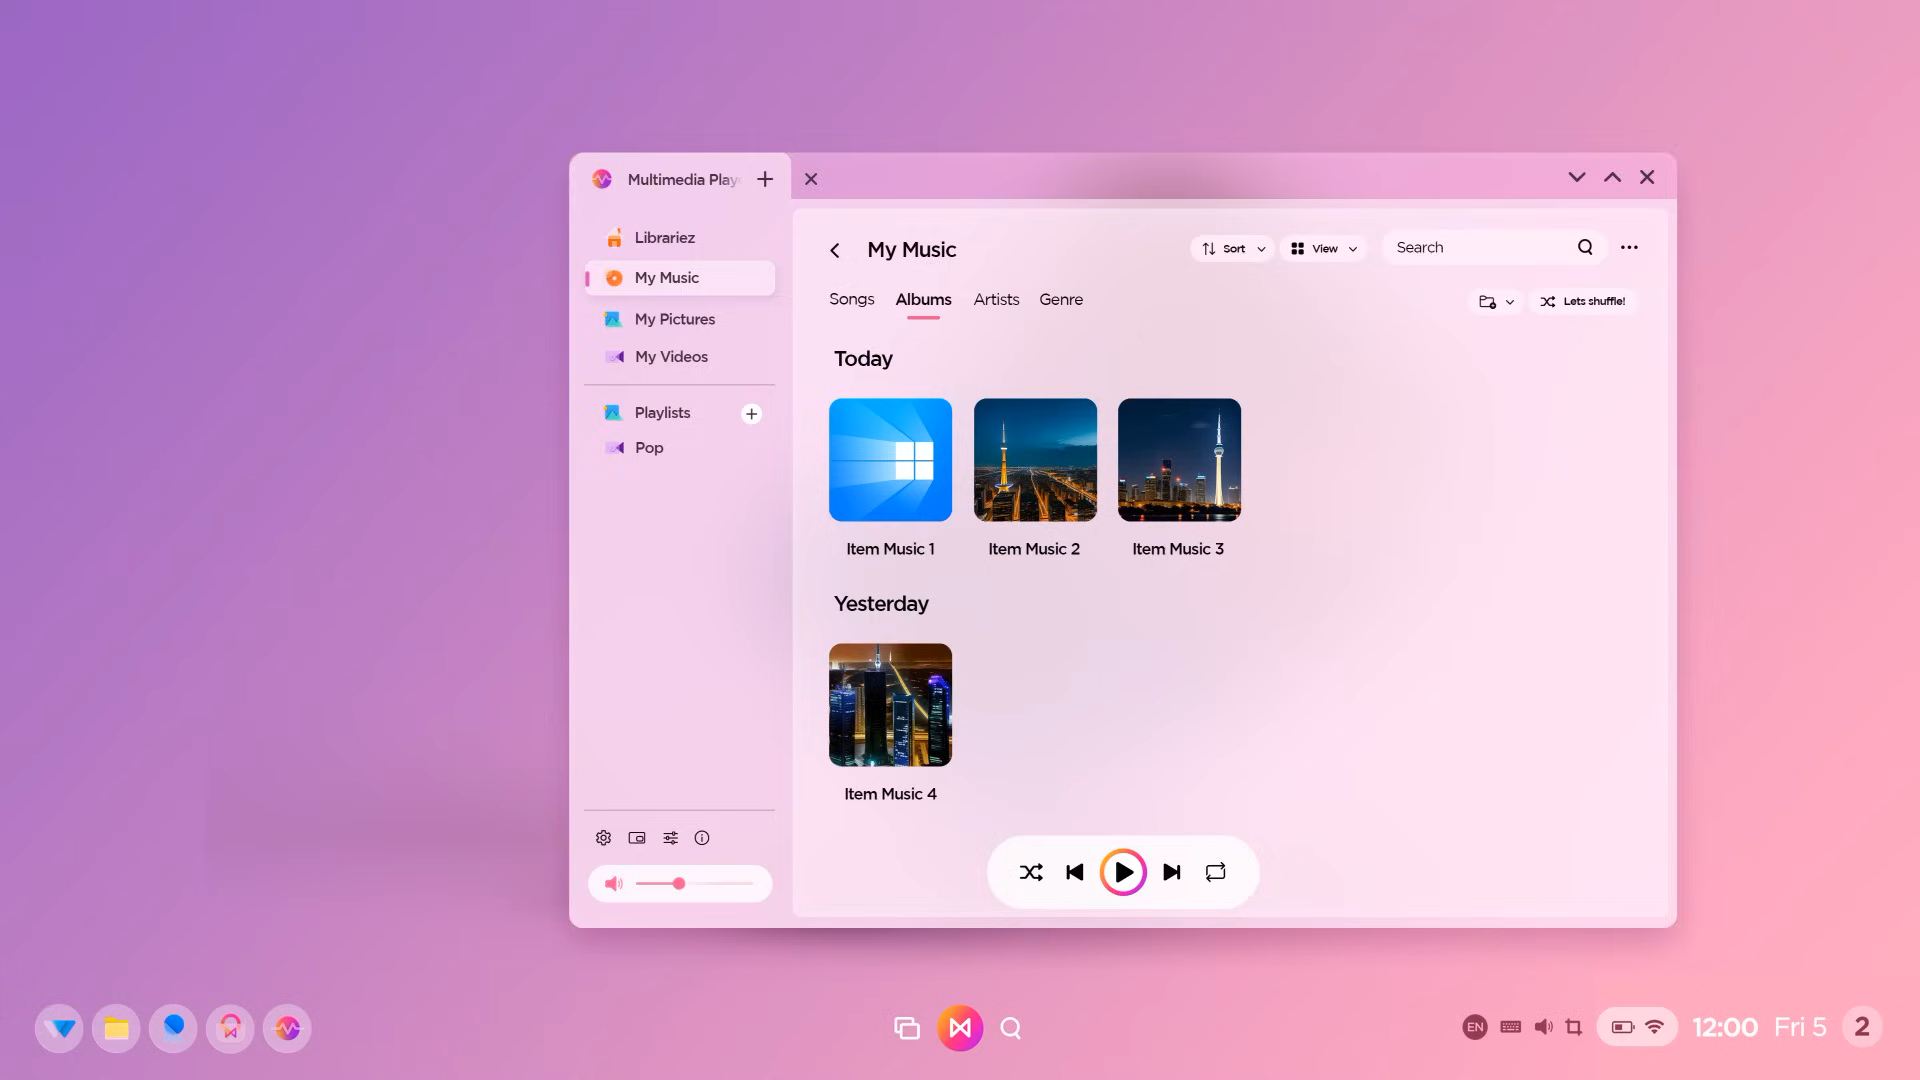 Multimedia Play
Librariez
My Music
My Pictures
My Videos
Playlists
Pop
My Music
Sort
View
Search
Songs
Albums
Artists
Genre
Lets shuffle!
Today
Item Music 1
Item Music 2
Item Music 3
Yesterday
Item Music 4
EN
12:00
Fri 5
2